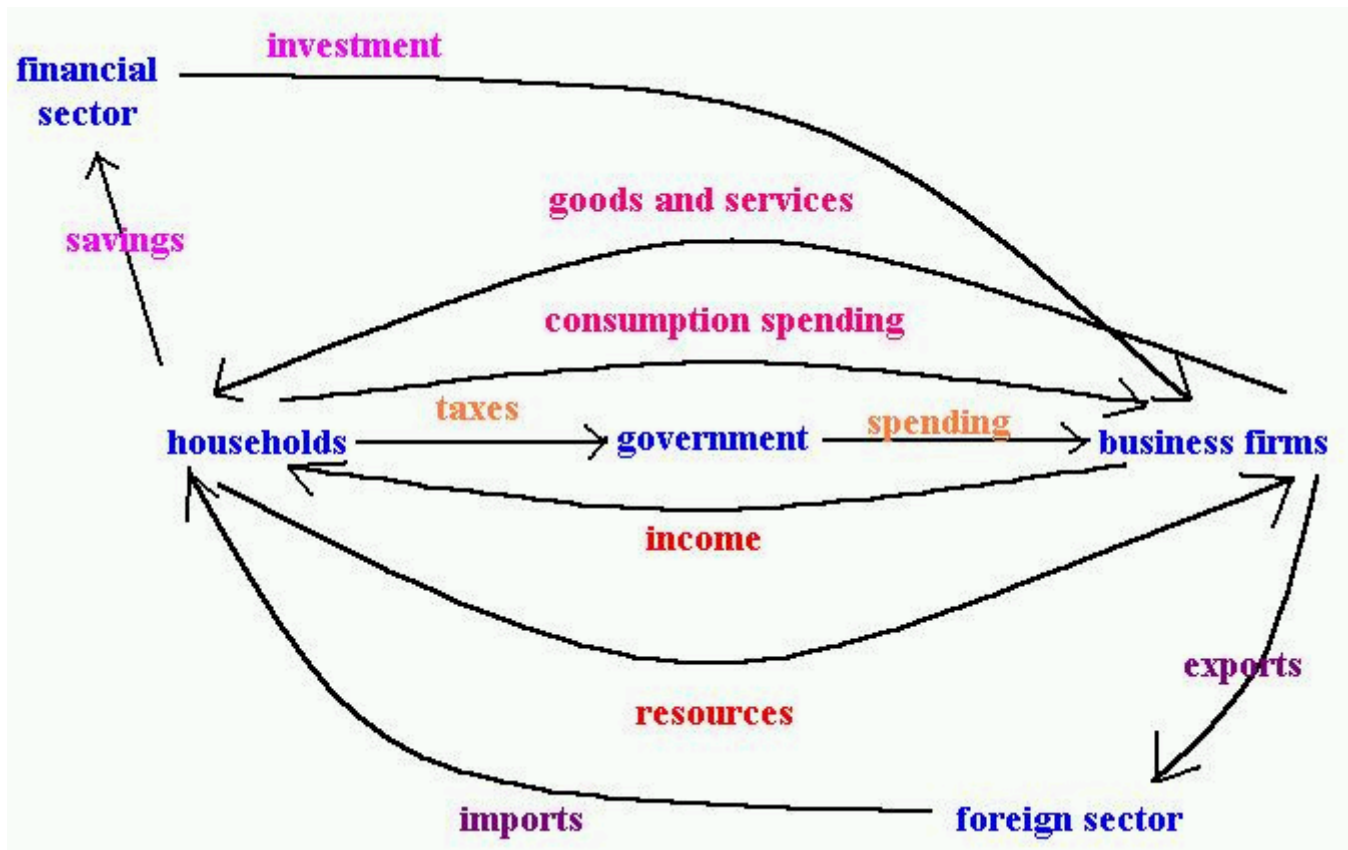 investment
financial
sector
goods and services
savings
consumption spending
taxes
spending
households
government
business firms
income
exports
resources
imports
foreign sector